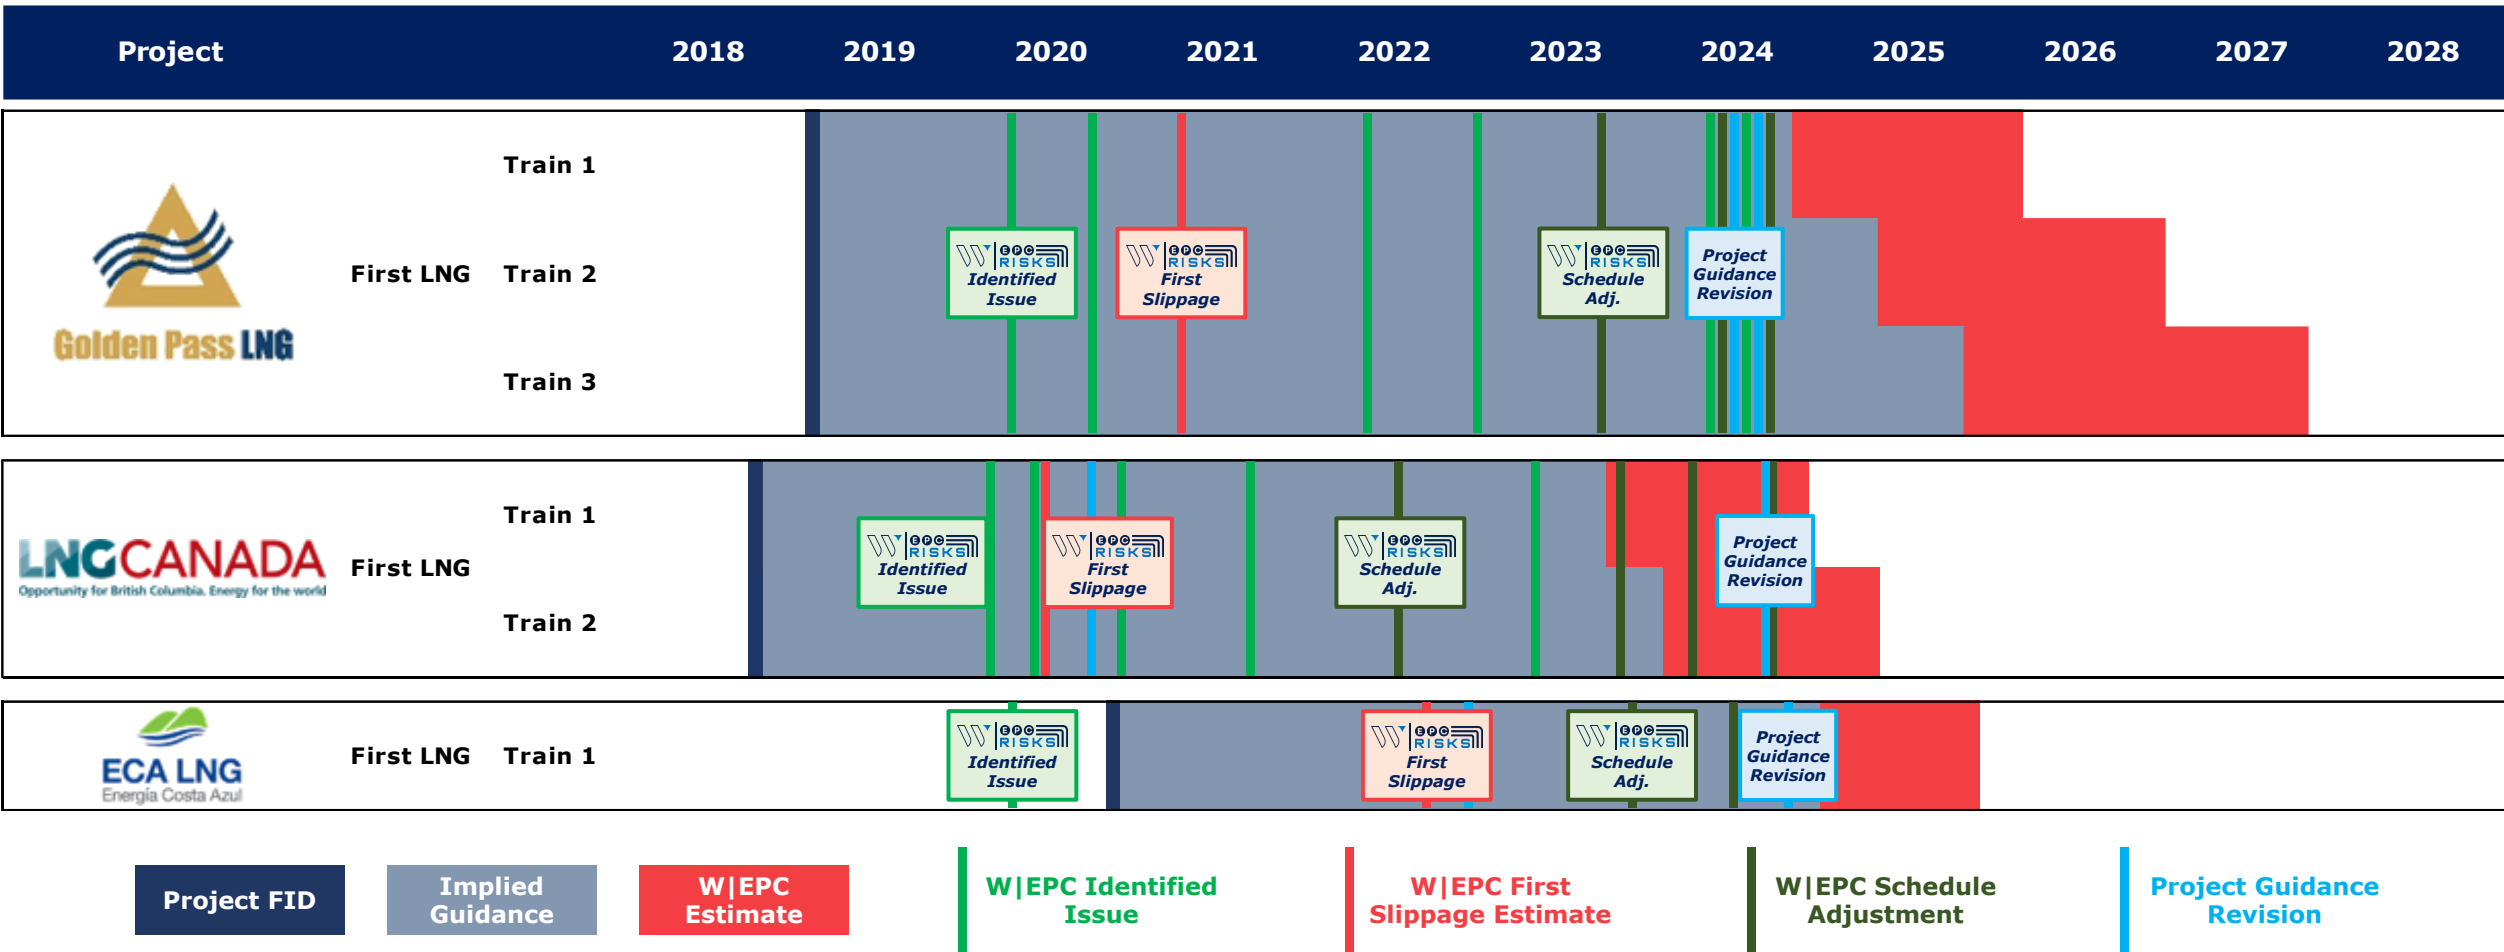 Project 2018 2019 2020 2021 2022 2023 2024 2025 2026 2027 2028
Train 1
First LNG Train 2
Train 3
Golden Pass LNG
W EPC RISKS
Identified
Issue
W EPC RISKS
First
Slippage
W EPC RISKS
Schedule
Adj.
Project
Guidance
Revision
Train 1
First LNG
Train 2
LNGCANADA
Opportunity for British Columbia. Energy for the world
W EPC RISKS
Identified
Issue
W EPC RISKS
First
Slippage
W EPC RISKS
Schedule
Adj.
Project
Guidance
Revision
ECA LNG
Energía Costa Azul
First LNG Train 1
W EPC RISKS
Identified
Issue
W EPC RISKS
First
Slippage
W EPC RISKS
Schedule
Adj.
Project
Guidance
Revision
Project FID
Implied
Guidance
W|EPC
Estimate
W|EPC Identified
Issue
W|EPC First
Slippage Estimate
W|EPC Schedule
Adjustment
Project Guidance
Revision